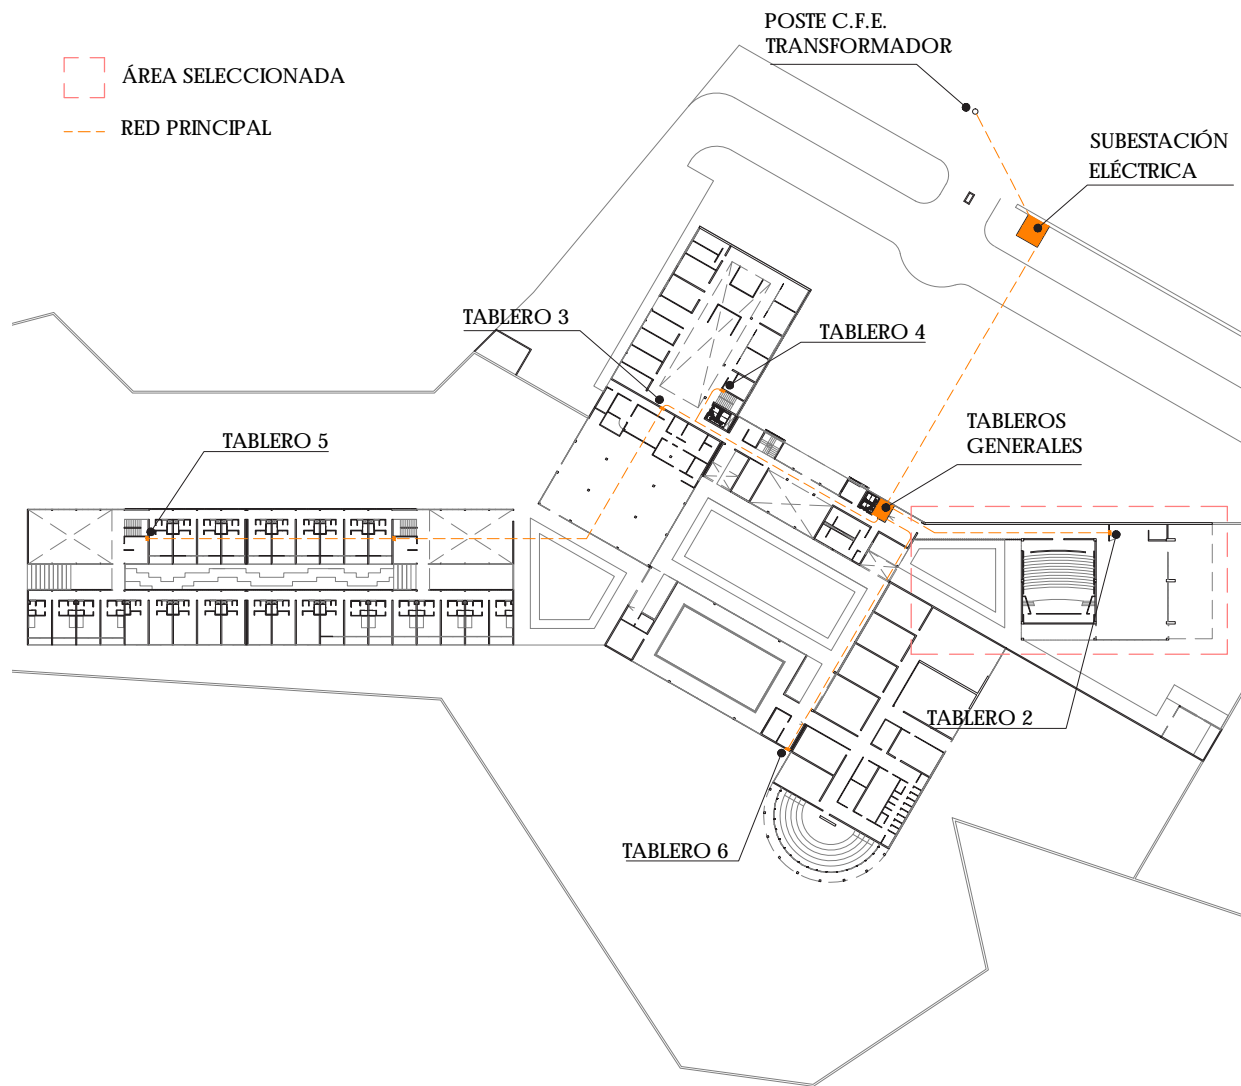 POSTE C.F.E.
TRANSFORMADOR
ÁREA SELECCIONADA
RED PRINCIPAL
SUBESTACIÓN
ELÉCTRICA
TABLERO 3
TABLERO 4
TABLEROS
GENERALES
TABLERO 5
TABLERO 2
TABLERO 6